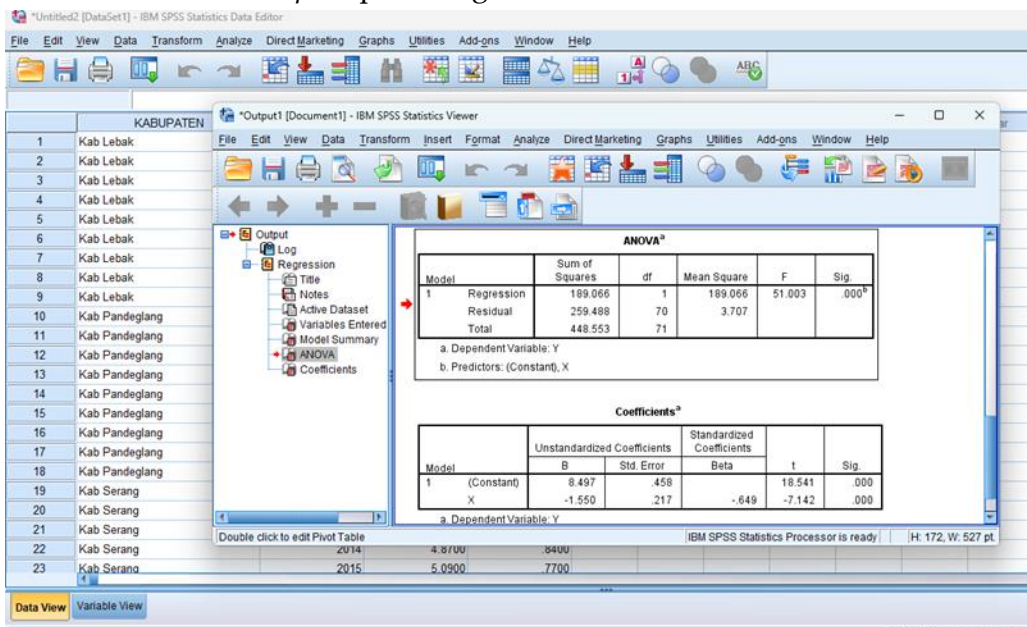 *Untitled2 [DataSet1] - IBM SPSS Statistics Data Editor
File Edit View Data Transform Analyze Direct Marketing Graphs Utilities Add-ons Window Help
KABUPATEN
1 Kab Lebak
2 Kab Lebak
3 Kab Lebak
4 Kab Lebak
5 Kab Lebak
6 Kab Lebak
7 Kab Lebak
8 Kab Lebak
9 Kab Lebak
10 Kab Pandeglang
11 Kab Pandeglang
12 Kab Pandeglang
13 Kab Pandeglang
14 Kab Pandeglang
15 Kab Pandeglang
16 Kab Pandeglang
17 Kab Pandeglang
18 Kab Pandeglang
19 Kab Serang
20 Kab Serang
21 Kab Serang
22 Kab Serang 2014 4.8700 .8400
23 Kab Serang 2015 5.0900 .7700
Data View Variable View
*Output1 [Document1] - IBM SPSS Statistics Viewer
File Edit View Data Transform Insert Format Analyze Direct Marketing Graphs Utilities Add-ons Window Help
Output
Log
Regression
Title
Notes
Active Dataset
Variables Entered
Model Summary
ANOVA
Coefficients
ANOVAa
Model Sum of Squares df Mean Square F Sig.
1 Regression 189.066 1 189.066 51.003 .000b
Residual 259.488 70 3.707
Total 448.553 71
a. Dependent Variable: Y
b. Predictors: (Constant), X
Coefficientsa
Unstandardized Coefficients Standardized Coefficients
Model B Std. Error Beta t Sig.
1 (Constant) 8.497 .458 18.541 .000
X -1.550 .217 -.649 -7.142 .000
a. Dependent Variable: Y
Double click to edit Pivot Table IBM SPSS Statistics Processor is ready H: 172, W: 527 pt.